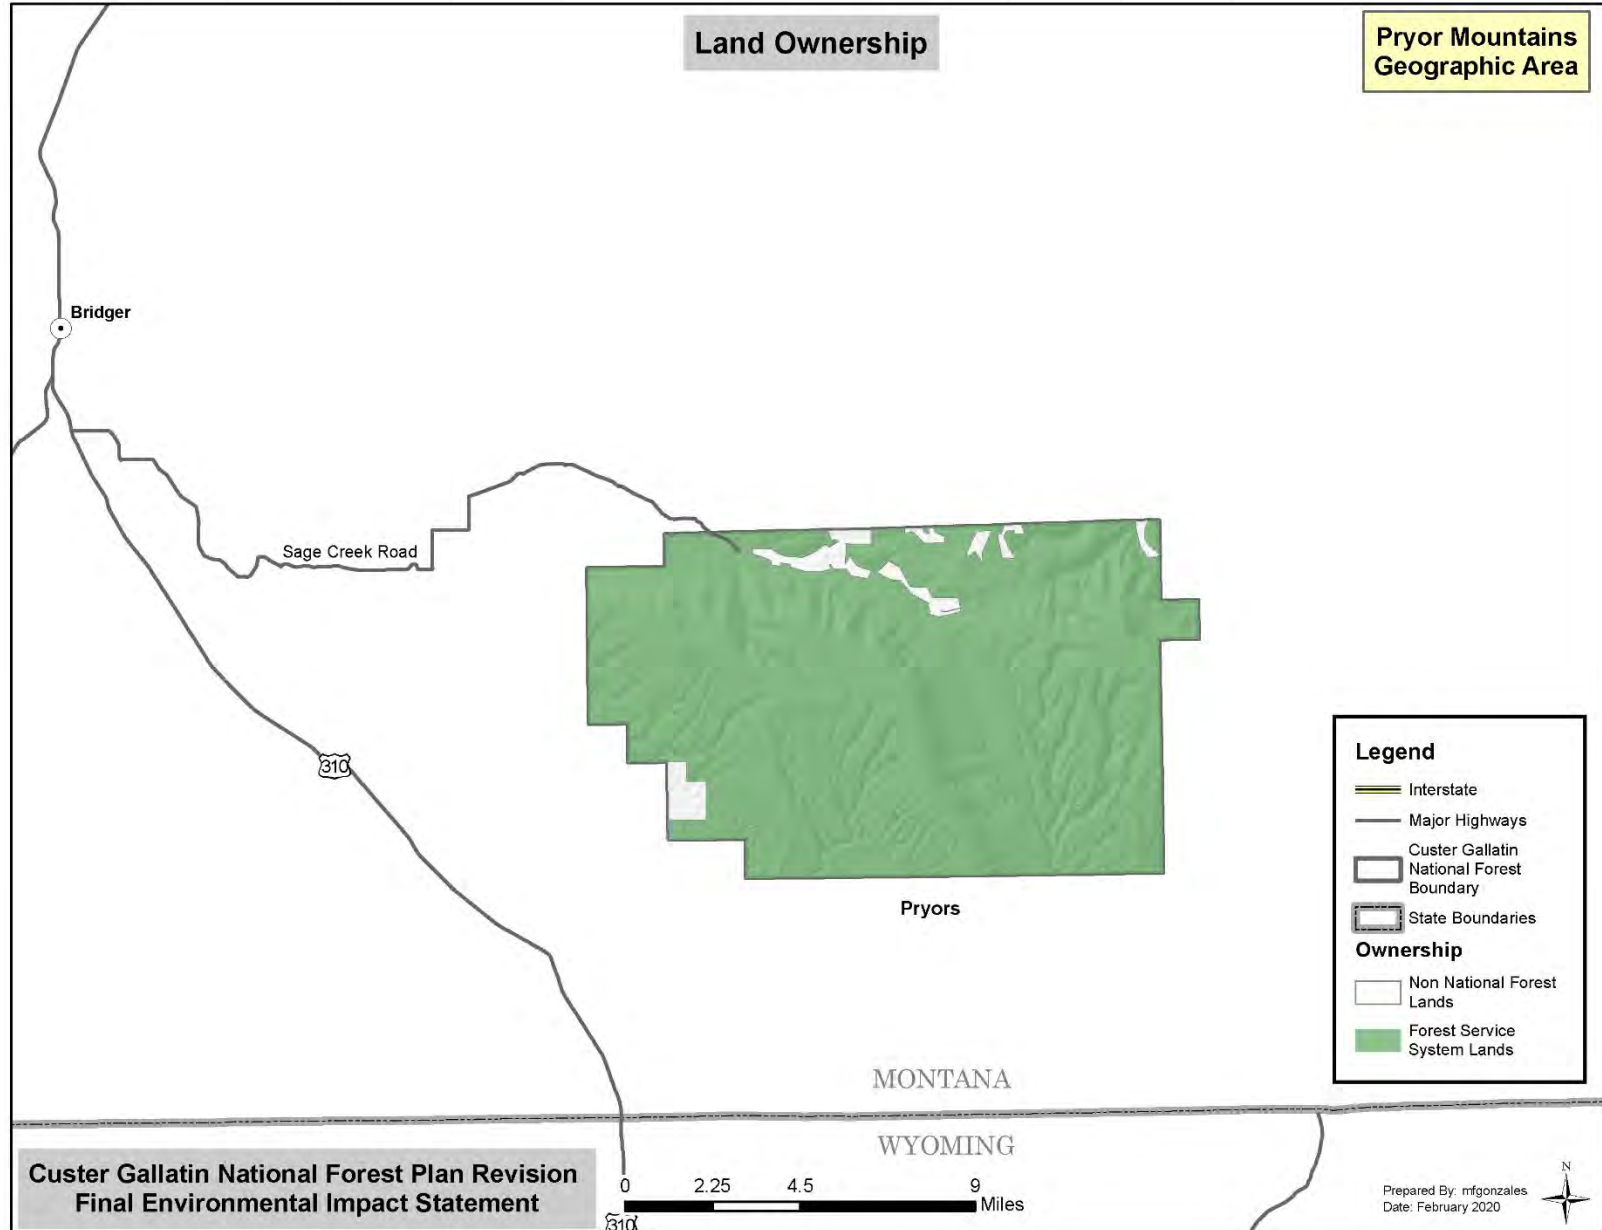 Land Ownership
Pryor Mountains
Geographic Area
Bridger
Sage Creek Road
310
Pryors
Legend
Interstate
Major Highways
Custer Gallatin
National Forest
Boundary
State Boundaries
Ownership
Non National Forest
Lands
Forest Service
System Lands
MONTANA
WYOMING
Custer Gallatin National Forest Plan Revision
Final Environmental Impact Statement
0 2.25 4.5 9
Miles
310
Prepared By: mfgonzales
Date: February 2020
N